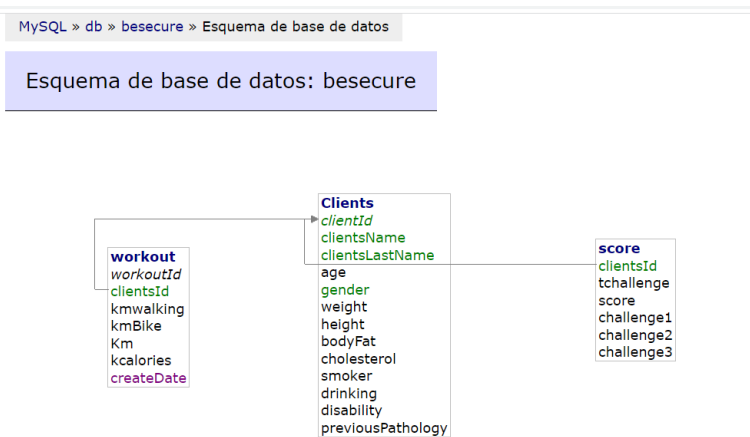 MySQL » db » besecure » Esquema de base de datos
Esquema de base de datos: besecure
workout
workoutId
clientsId
kmwalking
kmBike
Km
kcalories
createDate
Clients
clientId
clientsName
clientsLastName
age
gender
weight
height
bodyFat
cholesterol
smoker
drinking
disability
previousPathology
score
clientsId
tchallenge
score
challenge1
challenge2
challenge3